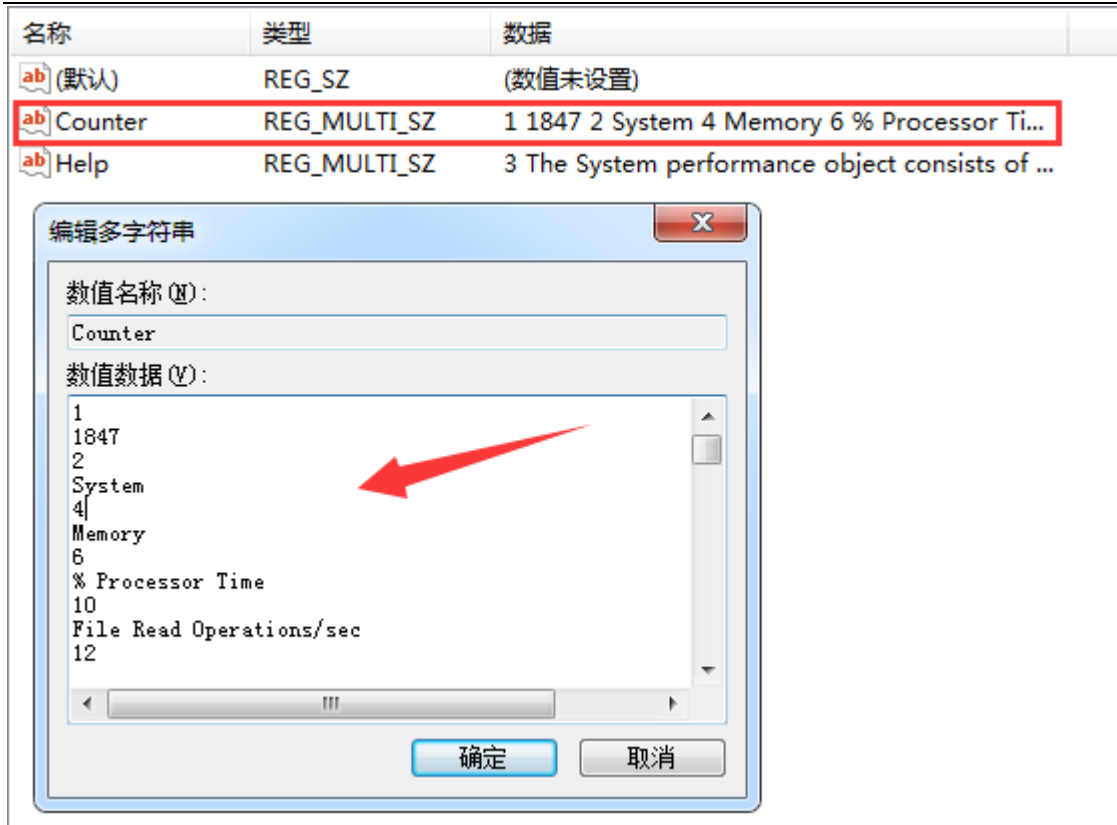 名称 类型 数据
ab (默认) REG_SZ (数值未设置)
ab Counter REG_MULTI_SZ 1 1847 2 System 4 Memory 6 % Processor Ti...
ab Help REG_MULTI_SZ 3 The System performance object consists of ...
编辑多字符串
数值名称(N):
Counter
数值数据(V):
1
1847
2
System
4
Memory
6
% Processor Time
10
File Read Operations/sec
12
确定 取消